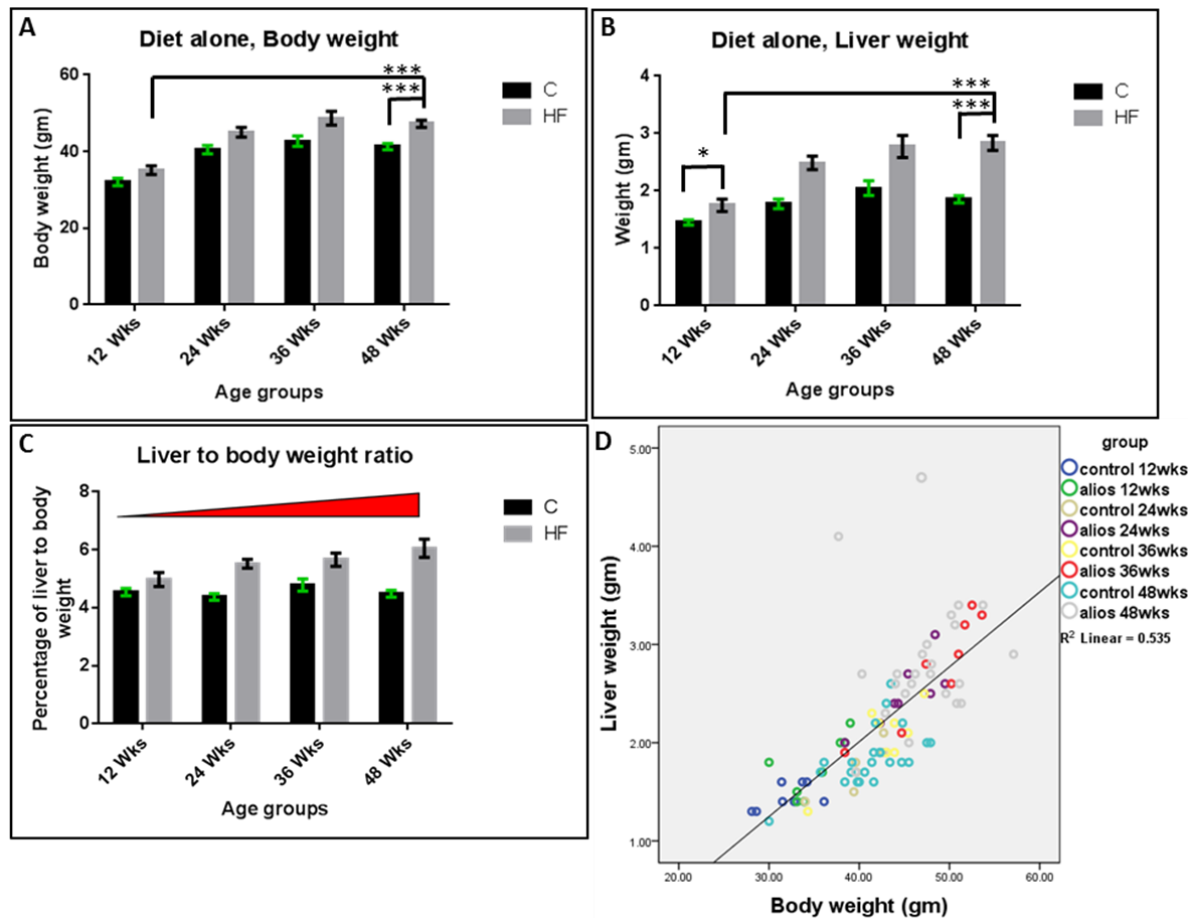 A
Diet alone, Body weight
***
***
60
40
20
0
Body weight (gm)
12 Wks
24 Wks
36 Wks
48 Wks
Age groups
C
HF
B
Diet alone, Liver weight
***
***
*
4
3
2
1
0
Weight (gm)
12 Wks
24 Wks
36 Wks
48 Wks
Age groups
C
HF
C
Liver to body weight ratio
8
6
4
2
0
Percentage of liver to body
weight
12 Wks
24 Wks
36 Wks
48 Wks
Age groups
C
HF
D
5.00
4.00
3.00
2.00
1.00
Liver weight (gm)
20.00 30.00 40.00 50.00 60.00
Body weight (gm)
group
control 12wks
alios 12wks
control 24wks
alios 24wks
control 36wks
alios 36wks
control 48wks
alios 48wks
R² Linear = 0.535